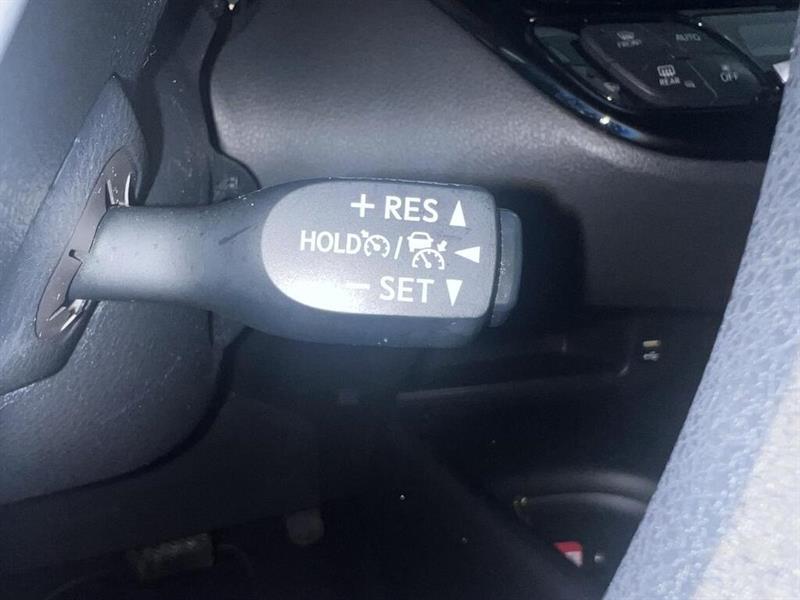 FRONT AUTO
REAR OFF
+ RES ▲
HOLD / ◀
− SET ▼